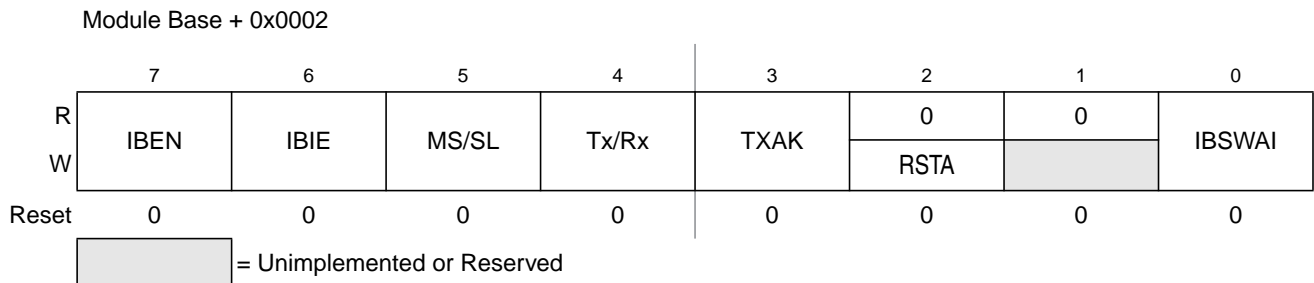 Module Base + 0x0002
7 6 5 4 3 2 1 0
R IBEN IBIE MS/SL Tx/Rx TXAK 0 0 IBSWAI
W RSTA
Reset 0 0 0 0 0 0 0 0
= Unimplemented or Reserved